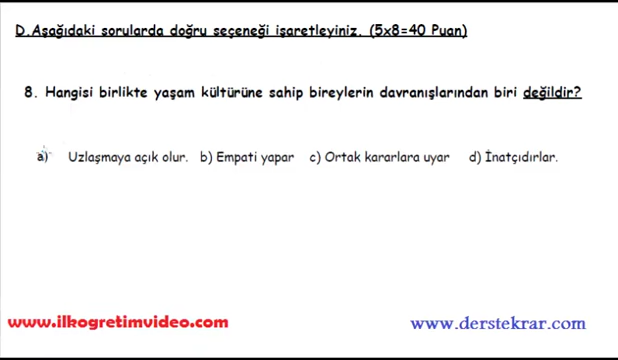 D.Aşağıdaki sorularda doğru seçeneği işaretleyiniz. (5x8=40 Puan)
8. Hangisi birlikte yaşam kültürüne sahip bireylerin davranışlarından biri değildir?
a) Uzlaşmaya açık olur. b) Empati yapar c) Ortak kararlara uyar d) İnatçıdırlar.
www.ilkogretimvideo.com www.derstekrar.com